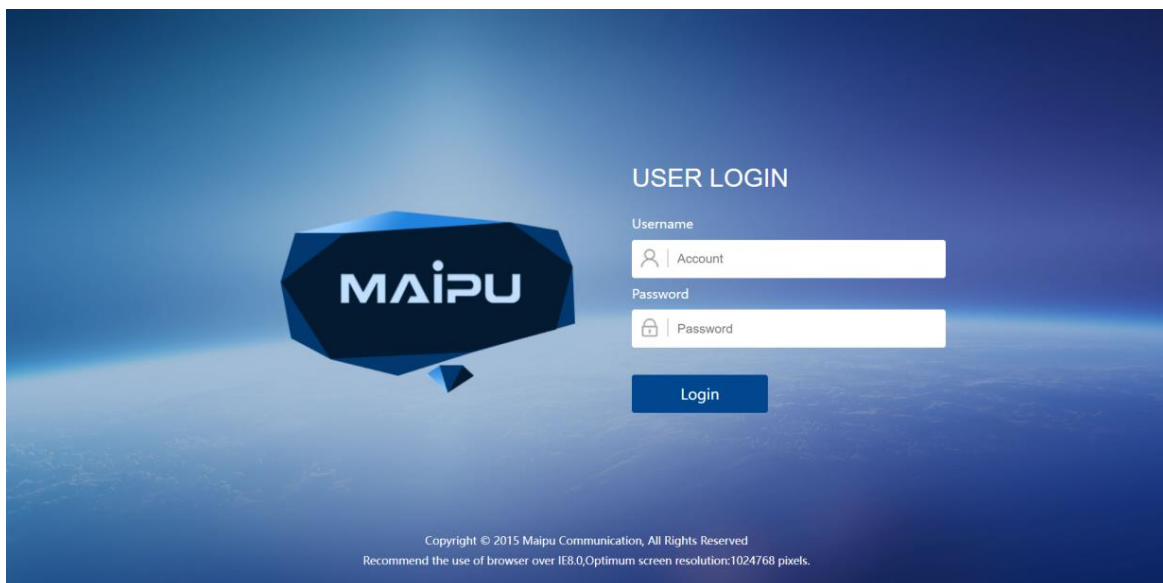 USER LOGIN
Username
Account
MAiPU
Password
Password
Login
Copyright © 2015 Maipu Communication, All Rights Reserved
Recommend the use of browser over IE8.0,Optimum screen resolution:1024768 pixels.